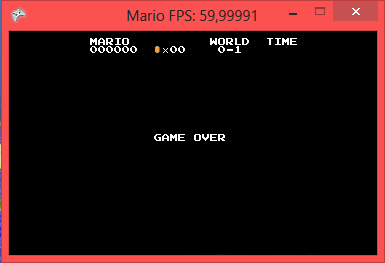 Mario FPS: 59,99991
MARIO WORLD TIME
000000 ×00 0-1
GAME OVER